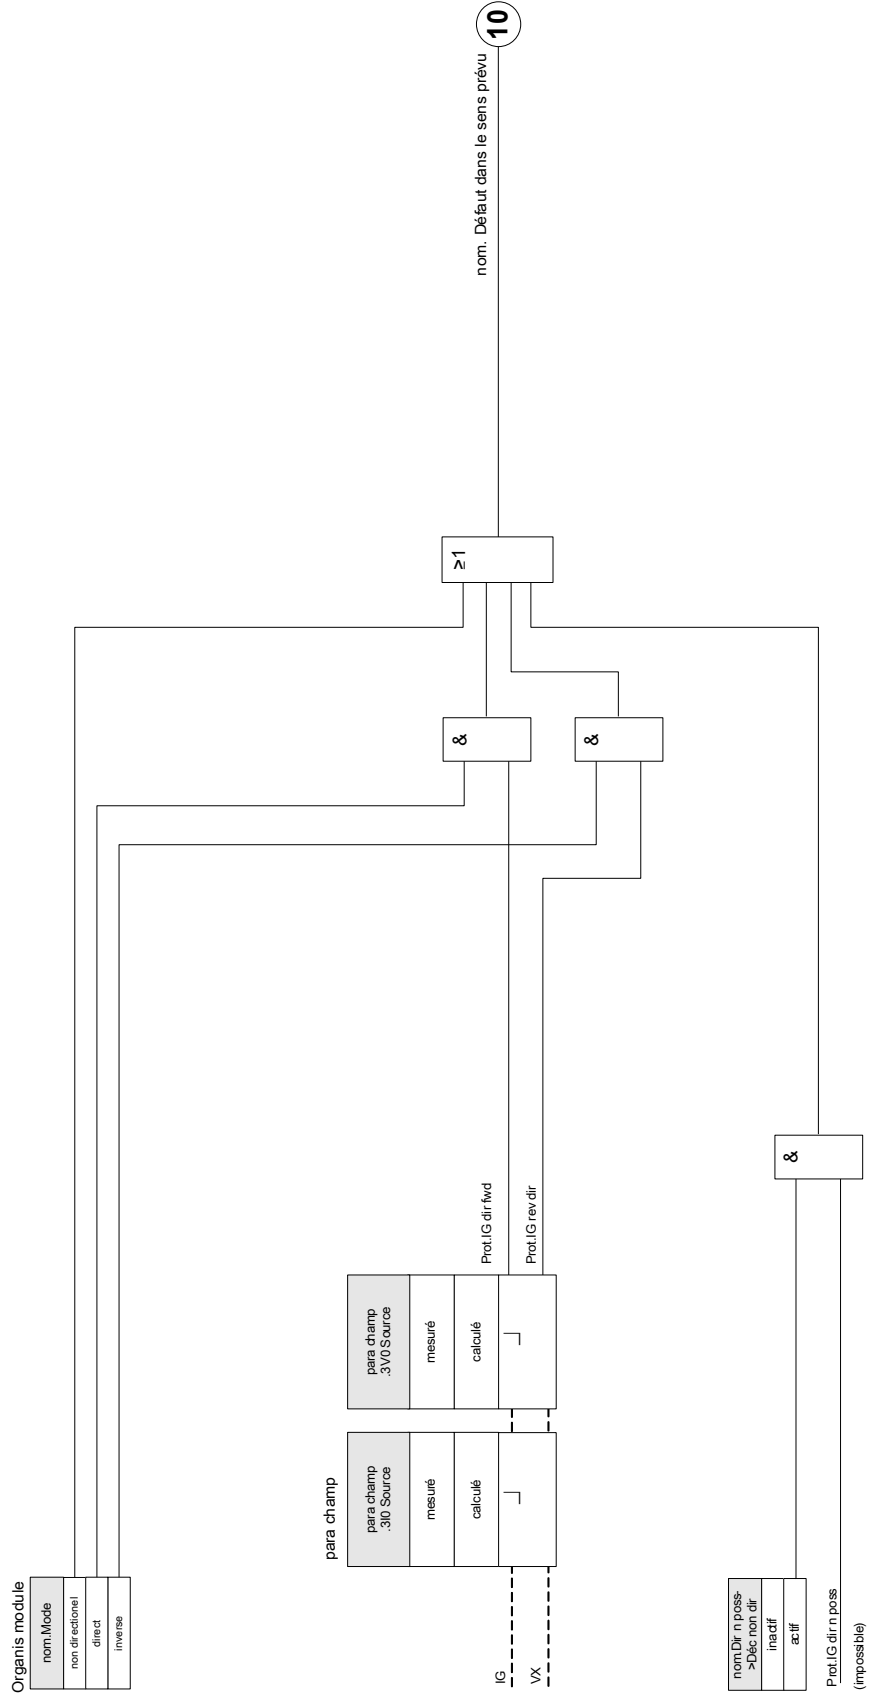 Organis module
nom.Mode
non directionel
direct
inverse
para champ
para champ
.3I0 Source
mesuré
calculé
para champ
.3V0 Source
mesuré
calculé
IG
VX
Prot.IG dir fwd
Prot.IG rev dir
nom.Dir n poss-
>Déc non dir
inactif
actif
Prot.IG dir n poss
(impossible)
&
&
&
≥1
nom. Défaut dans le sens prévu
10